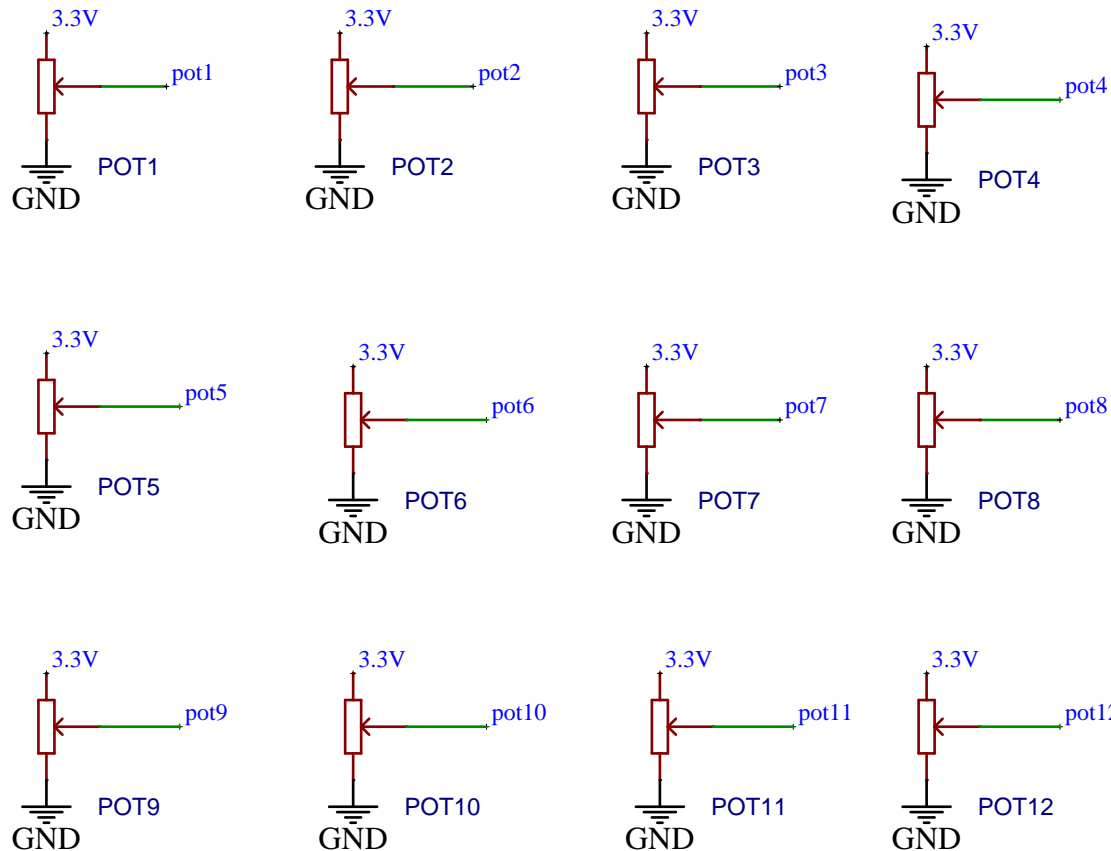 3.3V
pot1
POT1
GND
3.3V
pot2
POT2
GND
3.3V
pot3
POT3
GND
3.3V
pot4
POT4
GND
3.3V
pot5
POT5
GND
3.3V
pot6
POT6
GND
3.3V
pot7
POT7
GND
3.3V
pot8
POT8
GND
3.3V
pot9
POT9
GND
3.3V
pot10
POT10
GND
3.3V
pot11
POT11
GND
3.3V
pot12
POT12
GND